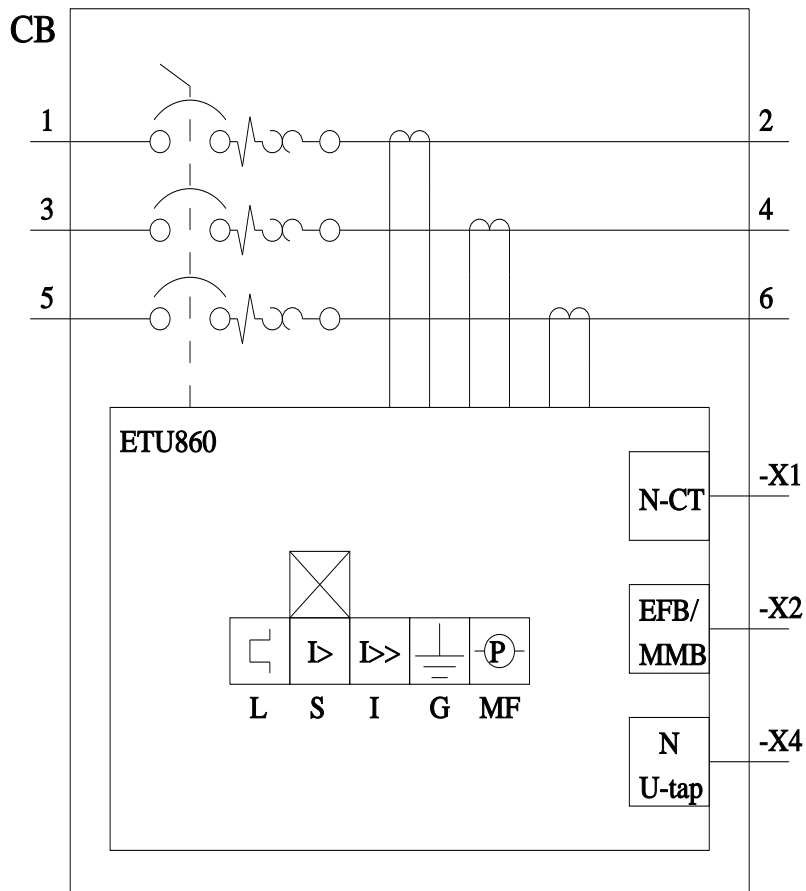 CB
1
2
3
4
5
6
ETU860
N-CT
-X1
EFB/
MMB
-X2
I>
I>>
P
L
S
I
G
MF
N
U-tap
-X4